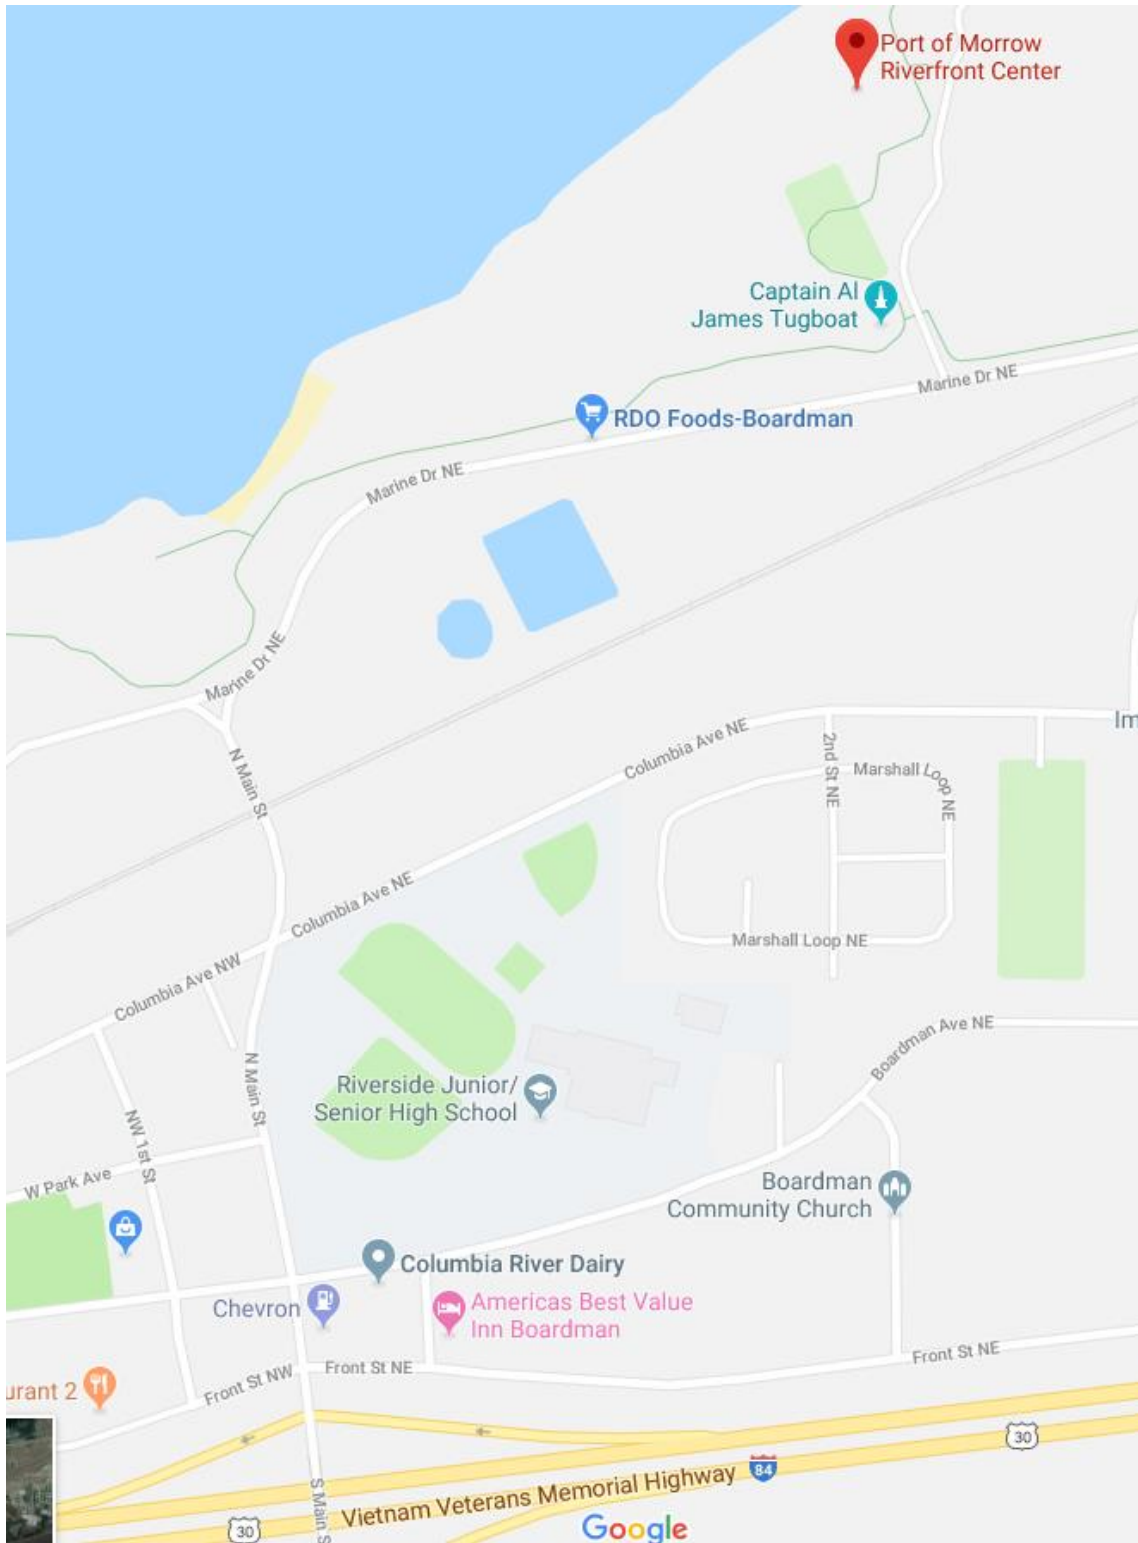 Port of Morrow
Riverfront Center
Captain Al
James Tugboat
Marine Dr NE
RDO Foods-Boardman
Marine Dr NE
Marine Dr NE
Im
N Main St
Columbia Ave NE
2nd St NE
Marshall Loop NE
Columbia Ave NE
Marshall Loop NE
Columbia Ave NW
Boardman Ave NE
N Main St
Riverside Junior/
Senior High School
NW 1st St
W Park Ave
Boardman
Community Church
Columbia River Dairy
Chevron
Americas Best Value
Inn Boardman
Front St NE
Front St NE
Front St NW
urant 2
30
84
Vietnam Veterans Memorial Highway
S Main S
30
Google